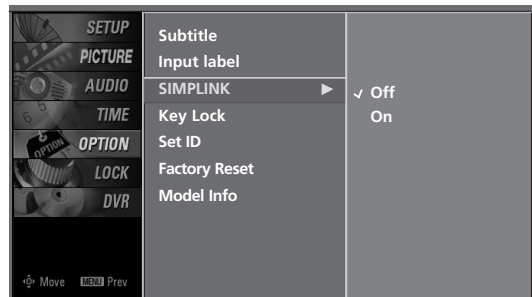 SETUP
PICTURE
AUDIO
TIME
OPTION
LOCK
DVR
Move MENU Prev
Subtitle
Input label
SIMPLINK
Key Lock
Set ID
Factory Reset
Model Info
Off
On